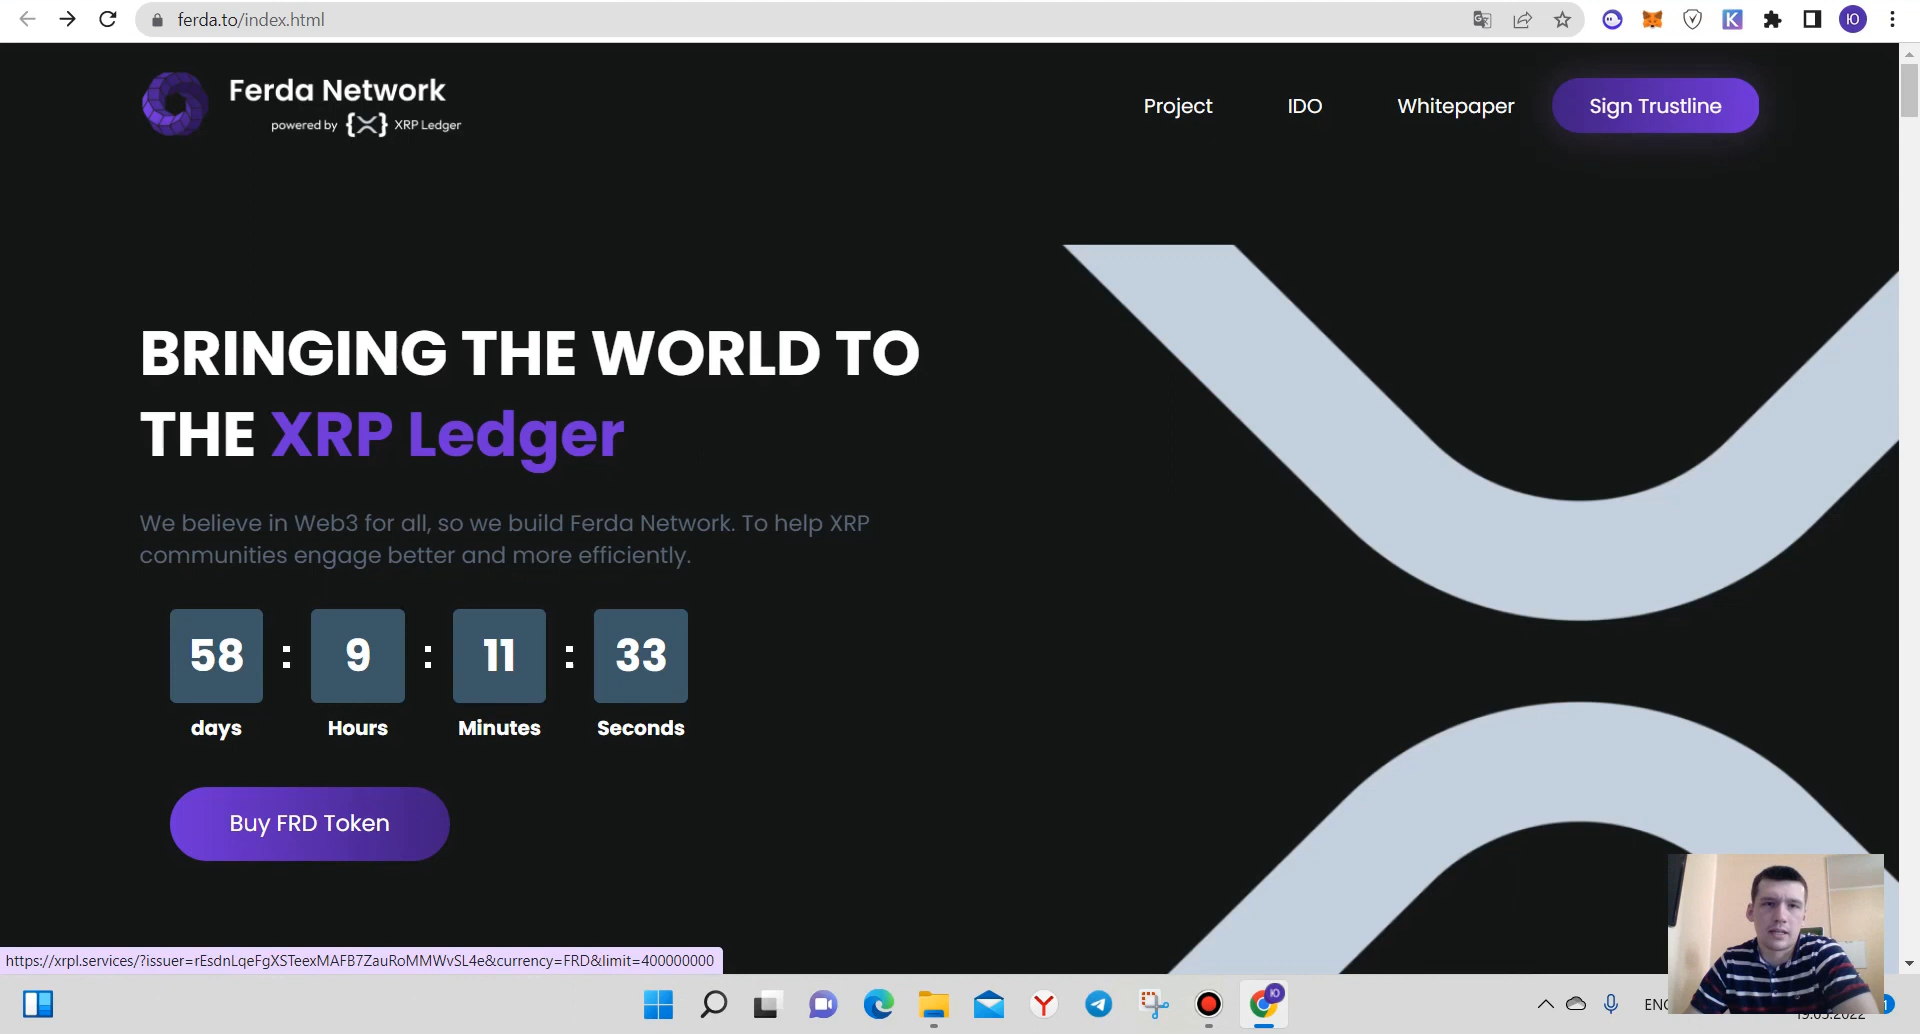 ferda.to/index.html
Ю
Ferda Network
powered by {X} XRP Ledger
Project
IDO
Whitepaper
Sign Trustline
BRINGING THE WORLD TO
THE XRP Ledger
We believe in Web3 for all, so we build Ferda Network. To help XRP
communities engage better and more efficiently.
58 : 9 : 11 : 33
days Hours Minutes Seconds
Buy FRD Token
https://xrpl.services/?issuer=rEsdnLqeFgXSTeexMAFB7ZauRoMMWvSL4e&currency=FRD&limit=400000000